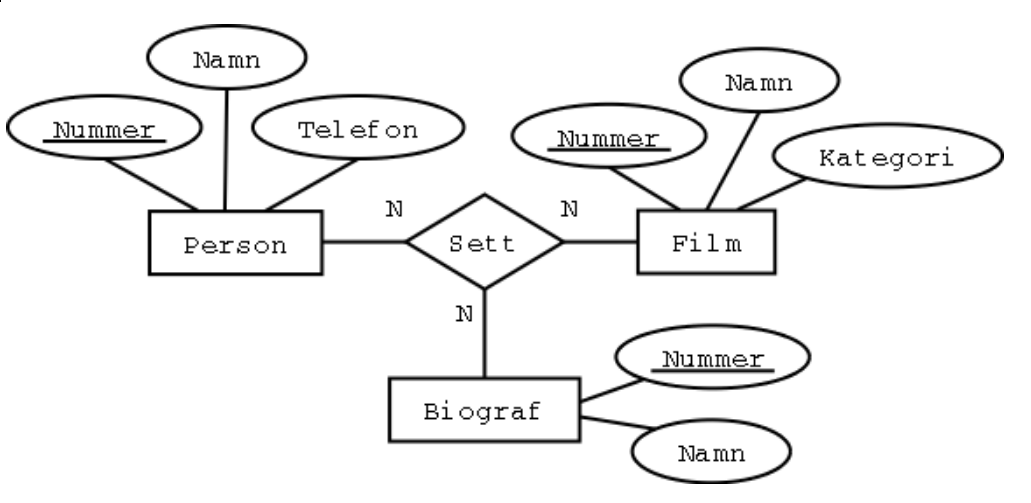 Namn
Nummer
Telefon
Namn
Nummer
Kategori
N
N
Person
Sett
Film
N
Nummer
Biograf
Namn